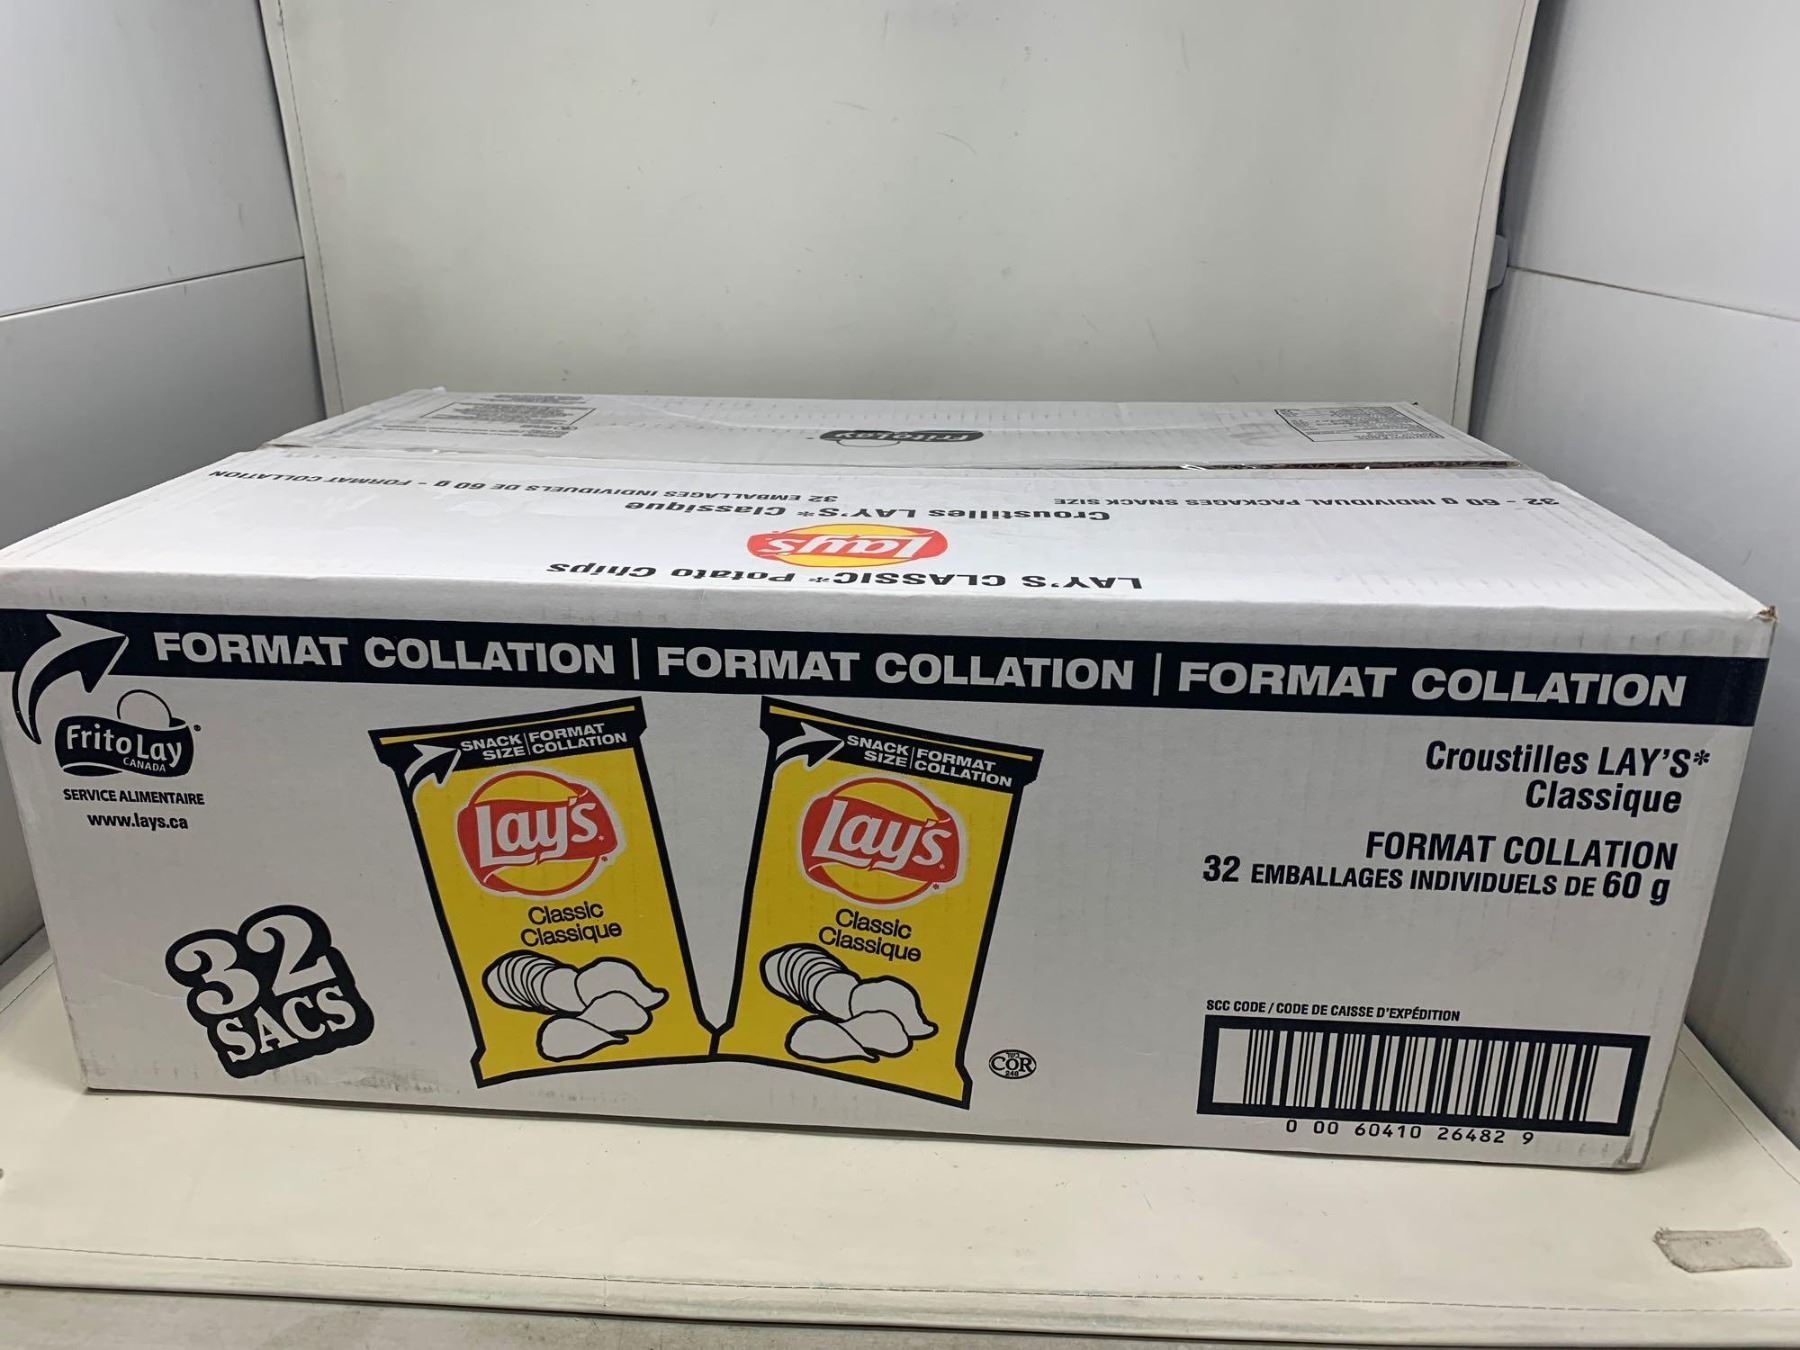 FritoLay
32 - 60 g INDIVIDUAL PACKAGES SNACK SIZE
32 EMBALLAGES INDIVIDUELS DE 60 g - FORMAT COLLATION
Croustilles LAY'S* Classique
Lay's
LAY'S CLASSIC* Potato Chips
FORMAT COLLATION | FORMAT COLLATION | FORMAT COLLATION
FritoLay®
CANADA
SERVICE ALIMENTAIRE
www.lays.ca
32
SACS
SNACK SIZE | FORMAT COLLATION
Lay's
Classic
Classique
SNACK SIZE | FORMAT COLLATION
Lay's
Classic
Classique
COR
248
Croustilles LAY'S*
Classique
FORMAT COLLATION
32 EMBALLAGES INDIVIDUELS DE 60 g
SCC CODE / CODE DE CAISSE D'EXPÉDITION
0 00 60410 26482 9